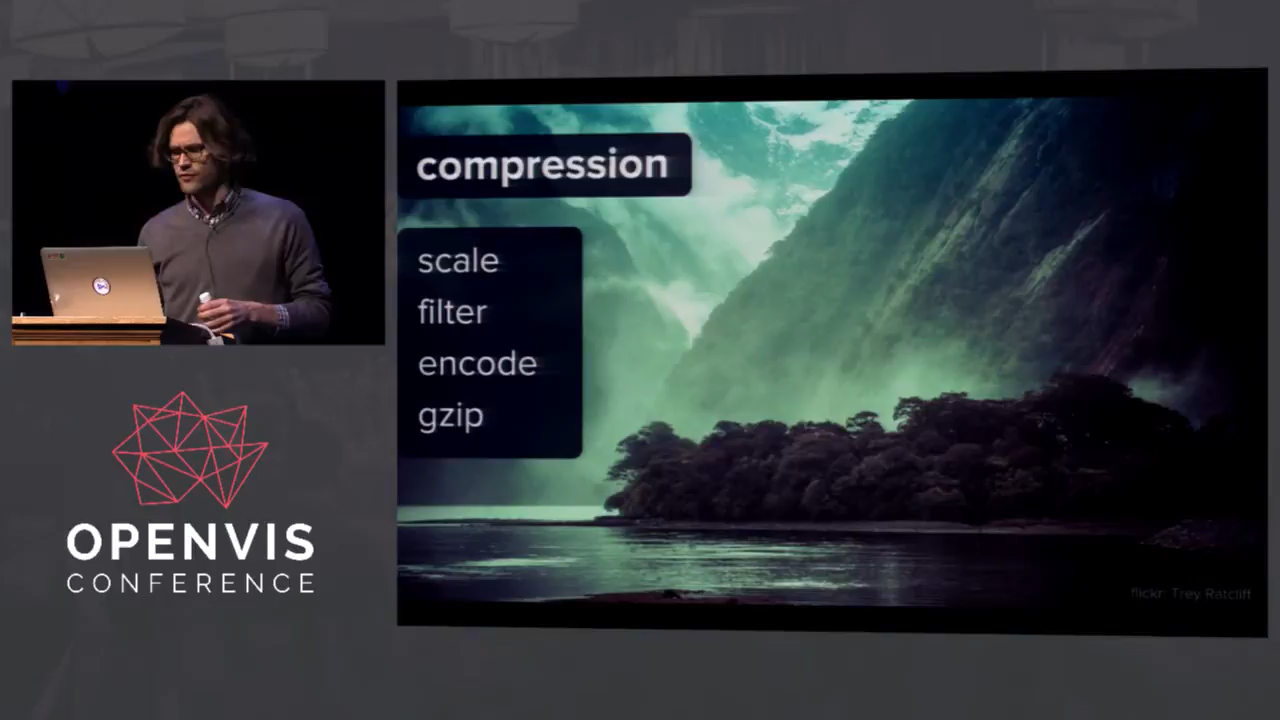 compression
scale
filter
encode
gzip
OPENVIS
CONFERENCE
flickr: Trey Ratcliff